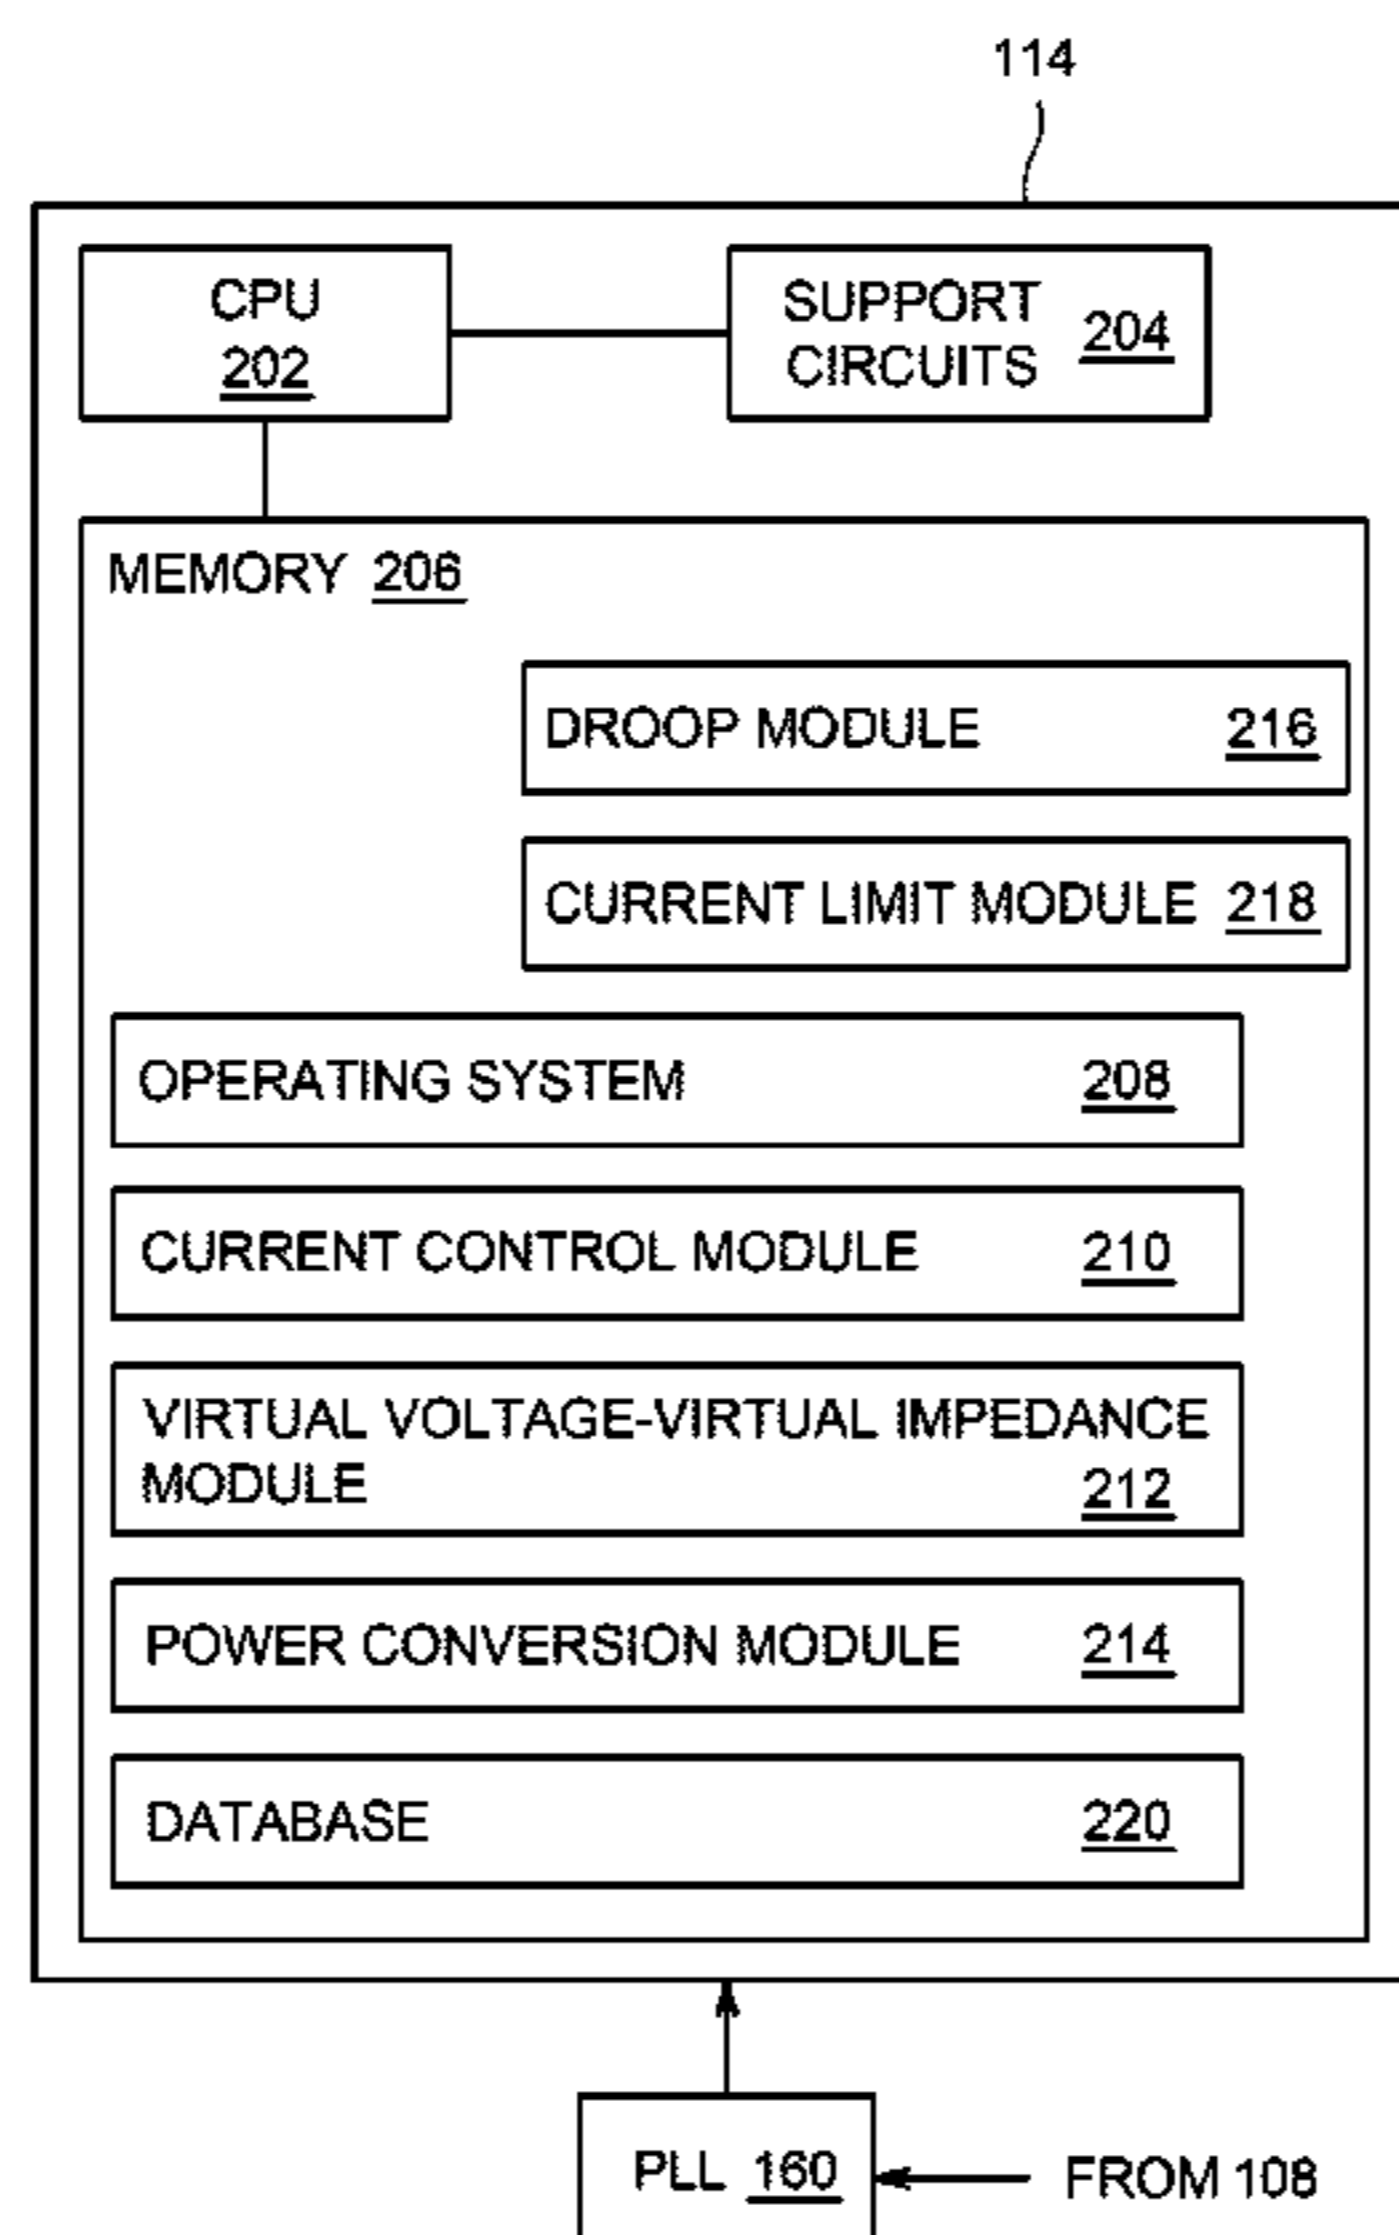 114
CPU
202
SUPPORT
CIRCUITS 204
MEMORY 206
DROOP MODULE 216
CURRENT LIMIT MODULE 218
OPERATING SYSTEM 208
CURRENT CONTROL MODULE 210
VIRTUAL VOLTAGE-VIRTUAL IMPEDANCE
MODULE 212
POWER CONVERSION MODULE 214
DATABASE 220
PLL 160
FROM 108